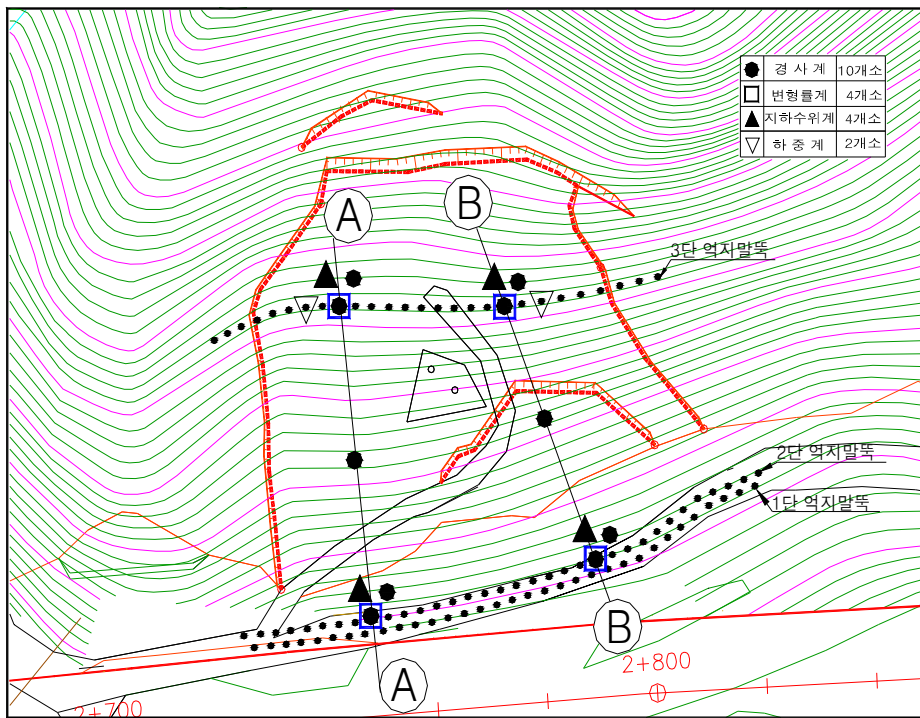 경 사 계 10개소
변형률계 4개소
지하수위계 4개소
하 중 계 2개소
A
B
3단 억지말뚝
2단 억지말뚝
1단 억지말뚝
B
A
2+800
2+700